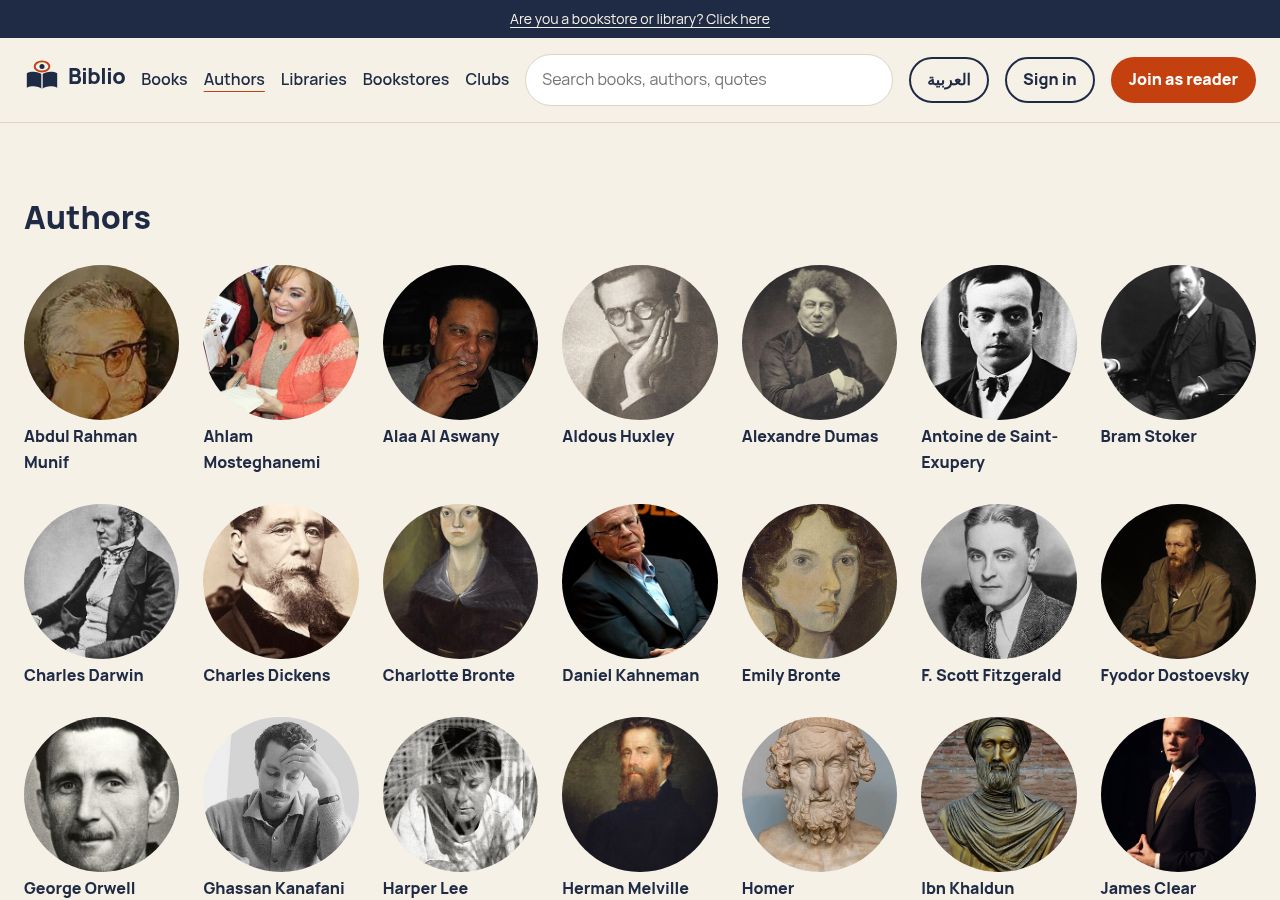 Are you a bookstore or library? Click here
Biblio
Books
Authors
Libraries
Bookstores
Clubs
Search books, authors, quotes
العربية
Sign in
Join as reader
Authors
Abdul Rahman
Munif
Ahlam
Mosteghanemi
Alaa Al Aswany
Aldous Huxley
Alexandre Dumas
Antoine de Saint-
Exupery
Bram Stoker
Charles Darwin
Charles Dickens
Charlotte Bronte
Daniel Kahneman
Emily Bronte
F. Scott Fitzgerald
Fyodor Dostoevsky
George Orwell
Ghassan Kanafani
Harper Lee
Herman Melville
Homer
Ibn Khaldun
James Clear